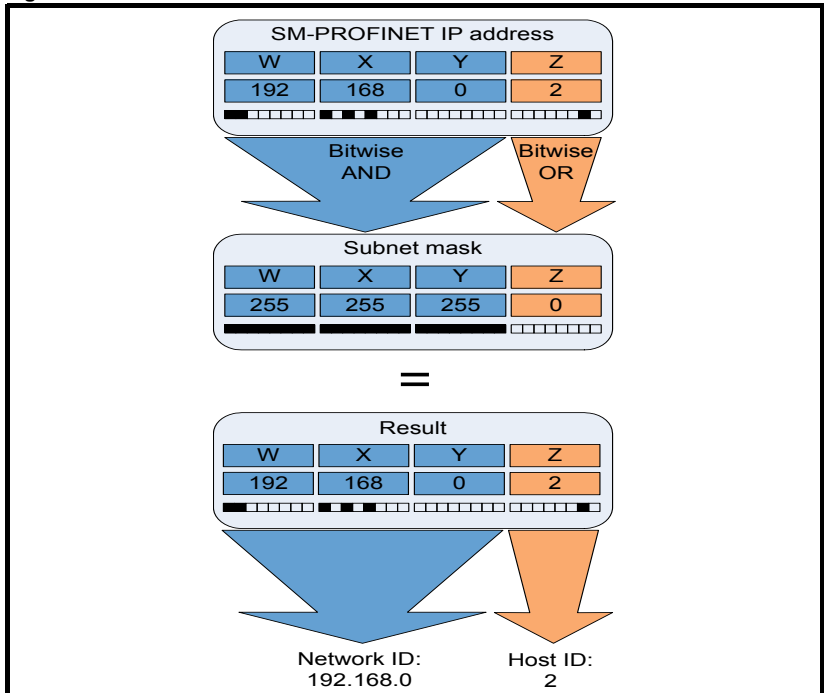 SM-PROFINET IP address
W X Y Z
192 168 0 2
Bitwise AND
Bitwise OR
Subnet mask
W X Y Z
255 255 255 0
=
Result
W X Y Z
192 168 0 2
Network ID:
192.168.0
Host ID:
2